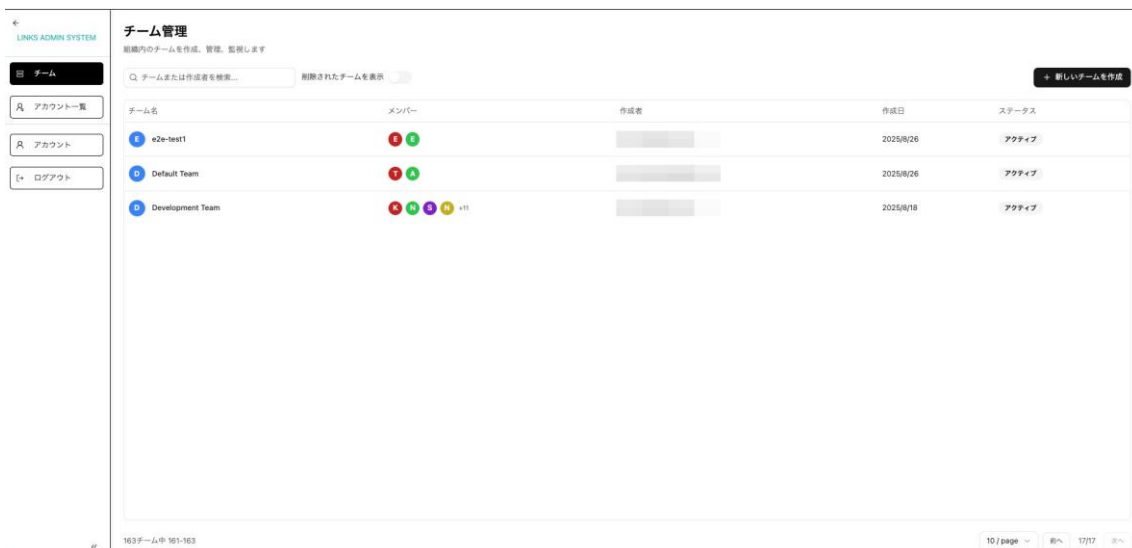 LINKS ADMIN SYSTEM
チーム
アカウント一覧
アカウント
ログアウト
チーム管理
組織内のチームを作成、管理、監視します
チームまたは作成者を検索...
削除されたチームを表示
+ 新しいチームを作成
チーム名 メンバー 作成者 作成日 ステータス
E e2e-test1 E E 2025/8/26 アクティブ
D Default Team T A 2025/8/26 アクティブ
D Development Team K N S N +11 2025/8/18 アクティブ
163チーム中 161-163
10 / page 前へ 17/17 次へ